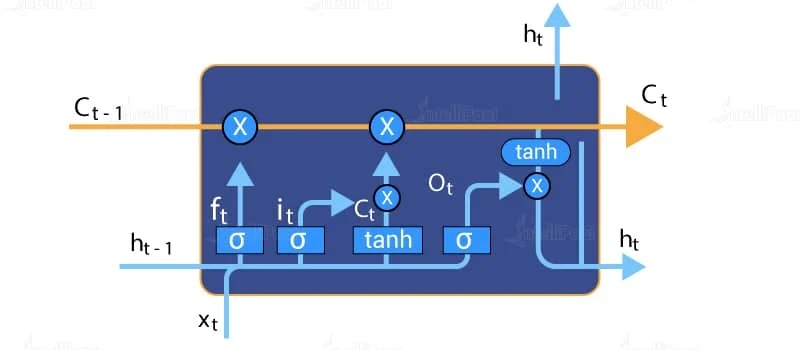 h_t
C_t-1
X
X
C_t
tanh
f_t
i_t
C_t
X
O_t
X
h_t-1
σ
σ
tanh
σ
h_t
x_t